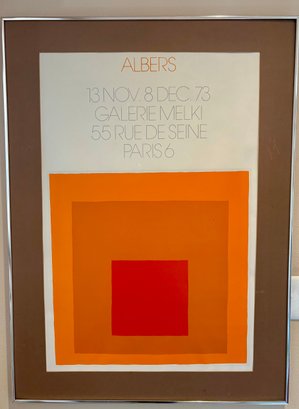 ALBERS
13 NOV. 8 DEC. 73
GALERIE MELKI
55 RUE DE SEINE
PARIS 6